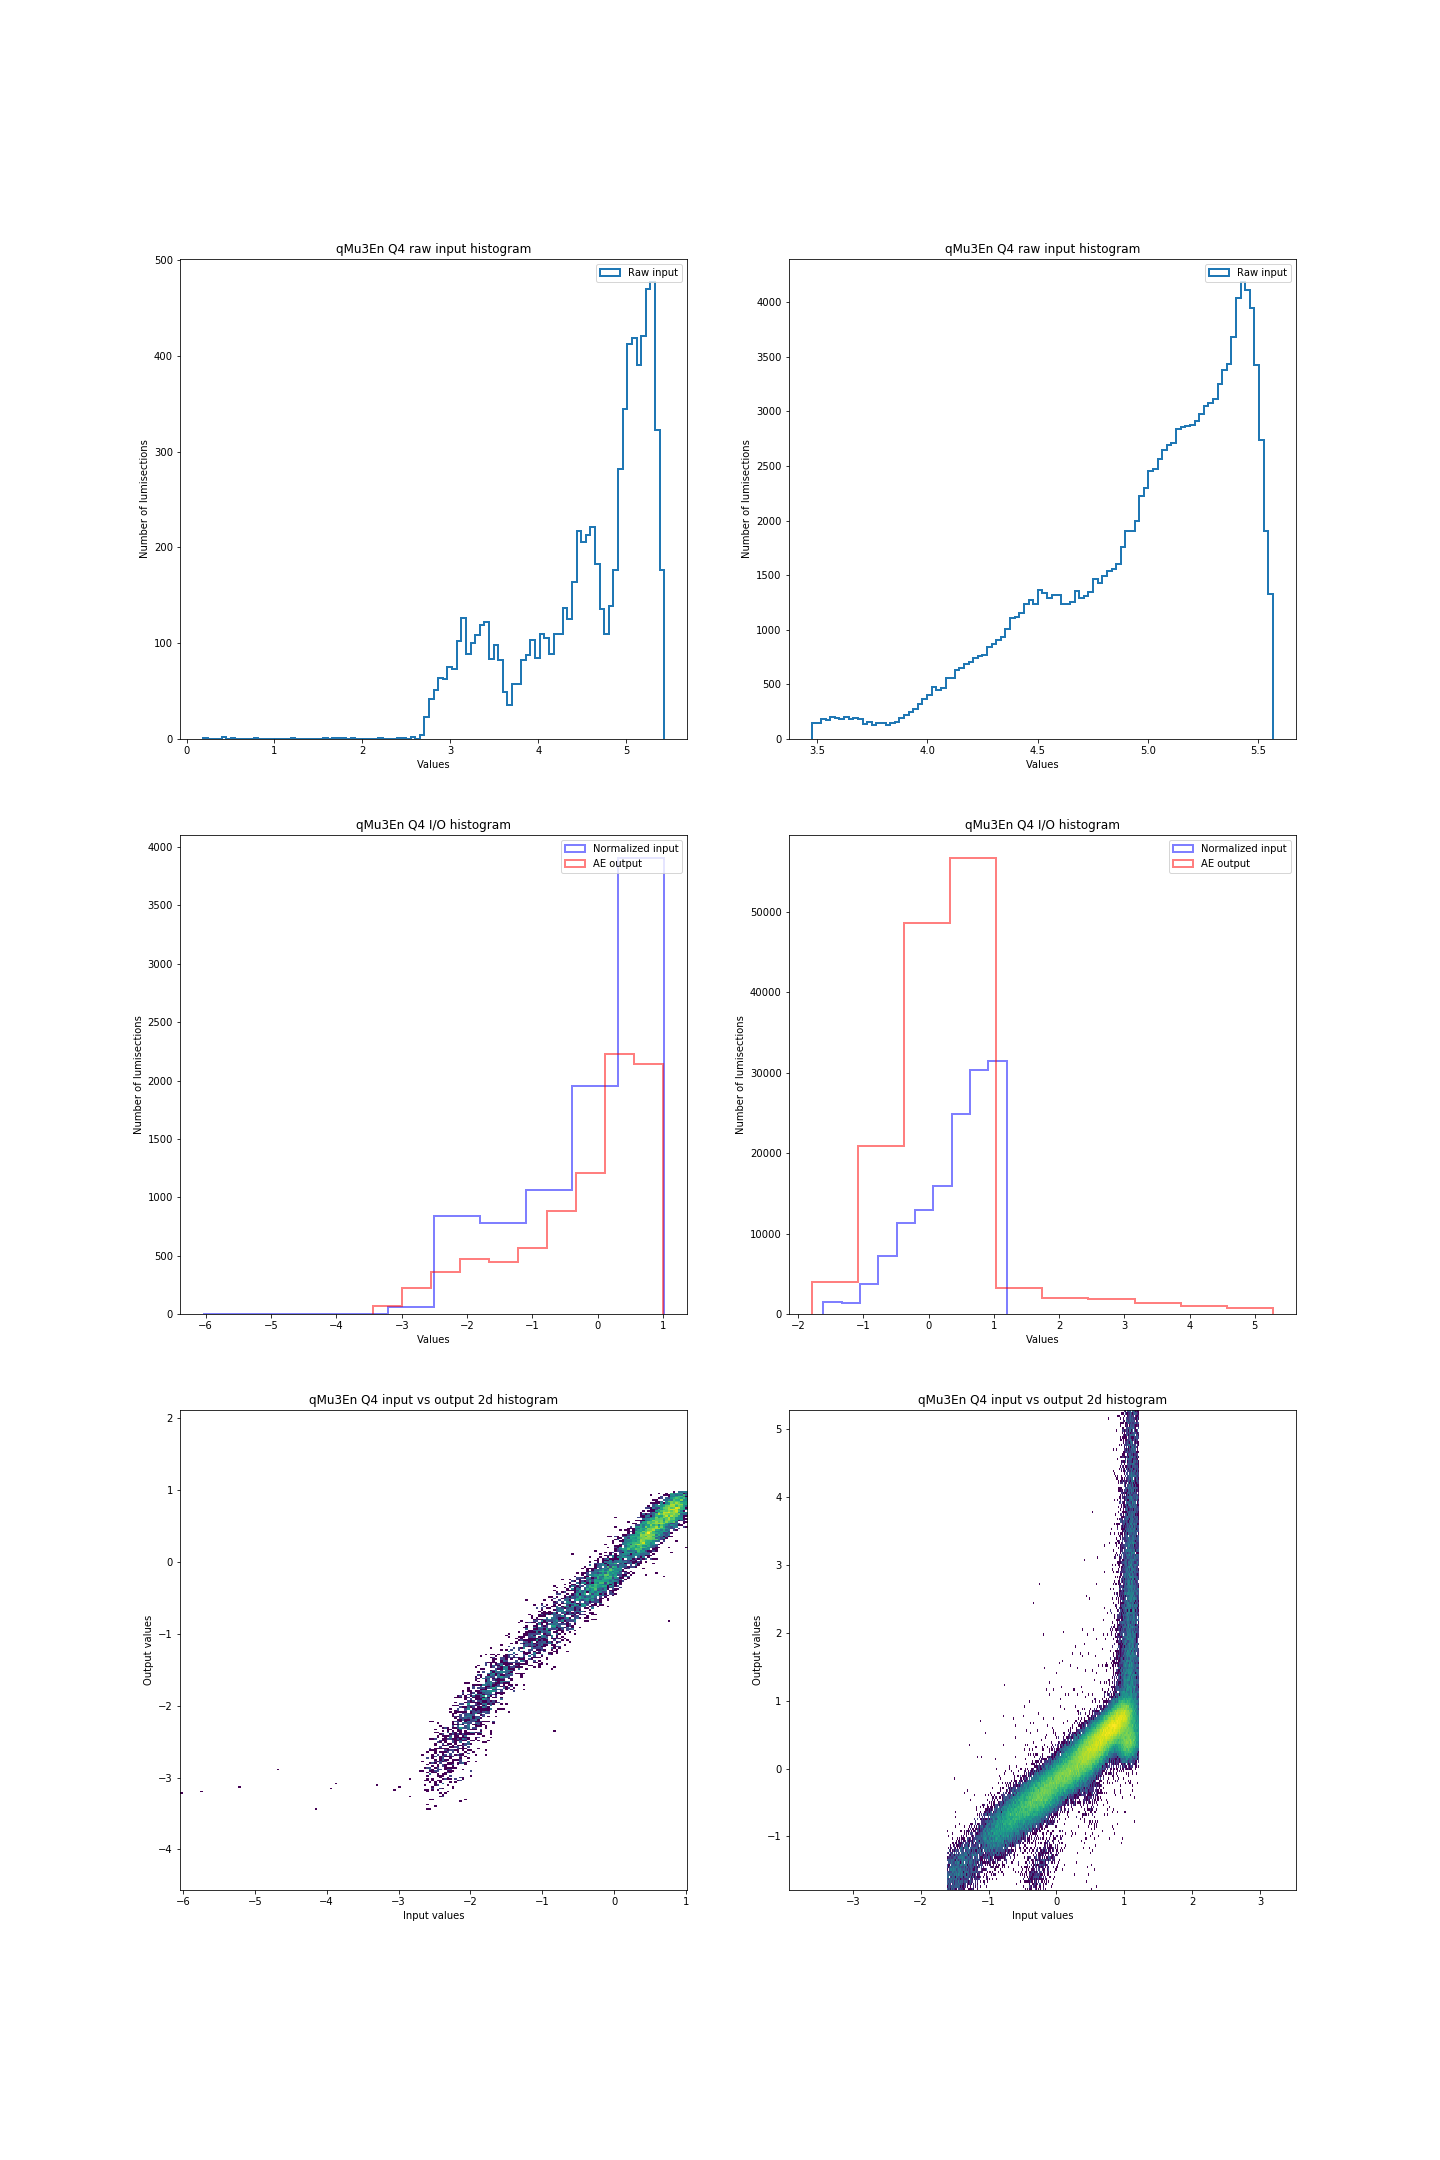 qMu3En Q4 raw input histogram
Raw input
Number of lumisections
500
400
300
200
100
0
0 1 2 3 4 5
Values
qMu3En Q4 raw input histogram
Raw input
Number of lumisections
4000
3500
3000
2500
2000
1500
1000
500
0
3.5 4.0 4.5 5.0 5.5
Values
qMu3En Q4 I/O histogram
Normalized input
AE output
Number of lumisections
4000
3500
3000
2500
2000
1500
1000
500
0
−6 −5 −4 −3 −2 −1 0 1
Values
qMu3En Q4 I/O histogram
Normalized input
AE output
Number of lumisections
50000
40000
30000
20000
10000
0
−2 −1 0 1 2 3 4 5
Values
qMu3En Q4 input vs output 2d histogram
Output values
2
1
0
−1
−2
−3
−4
−6 −5 −4 −3 −2 −1 0 1
Input values
qMu3En Q4 input vs output 2d histogram
Output values
5
4
3
2
1
0
−1
−3 −2 −1 0 1 2 3
Input values